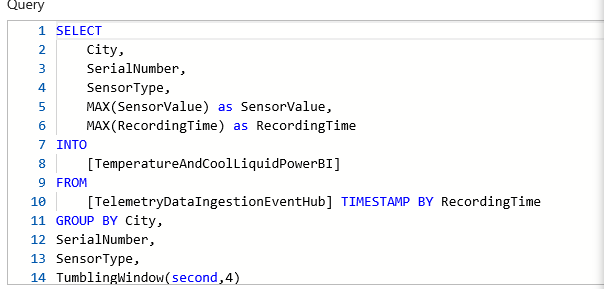 Query
1 SELECT
2 City,
3 SerialNumber,
4 SensorType,
5 MAX(SensorValue) as SensorValue,
6 MAX(RecordingTime) as RecordingTime
7 INTO
8 [TemperatureAndCoolLiquidPowerBI]
9 FROM
10 [TelemetryDataIngestionEventHub] TIMESTAMP BY RecordingTime
11 GROUP BY City,
12 SerialNumber,
13 SensorType,
14 TumblingWindow(second,4)